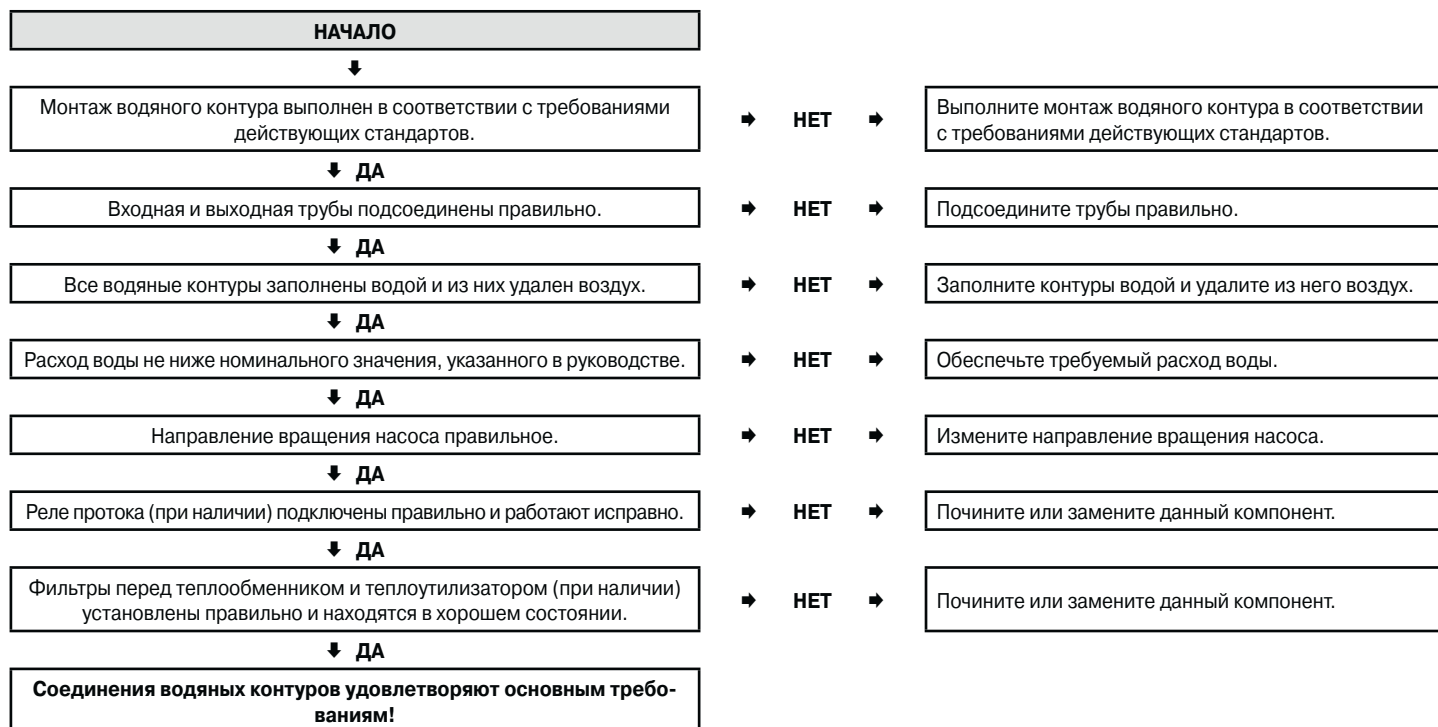 НАЧАЛО
Монтаж водяного контура выполнен в соответствии с требованиями
действующих стандартов.
НЕТ
Выполните монтаж водяного контура в соответствии
с требованиями действующих стандартов.
ДА
Входная и выходная трубы подсоединены правильно.
НЕТ
Подсоедините трубы правильно.
ДА
Все водяные контуры заполнены водой и из них удален воздух.
НЕТ
Заполните контуры водой и удалите из него воздух.
ДА
Расход воды не ниже номинального значения, указанного в руководстве.
НЕТ
Обеспечьте требуемый расход воды.
ДА
Направление вращения насоса правильное.
НЕТ
Измените направление вращения насоса.
ДА
Реле протока (при наличии) подключены правильно и работают исправно.
НЕТ
Почините или замените данный компонент.
ДА
Фильтры перед теплообменником и теплоутилизатором (при наличии)
установлены правильно и находятся в хорошем состоянии.
НЕТ
Почините или замените данный компонент.
ДА
Соединения водяных контуров удовлетворяют основным требо-
ваниям!